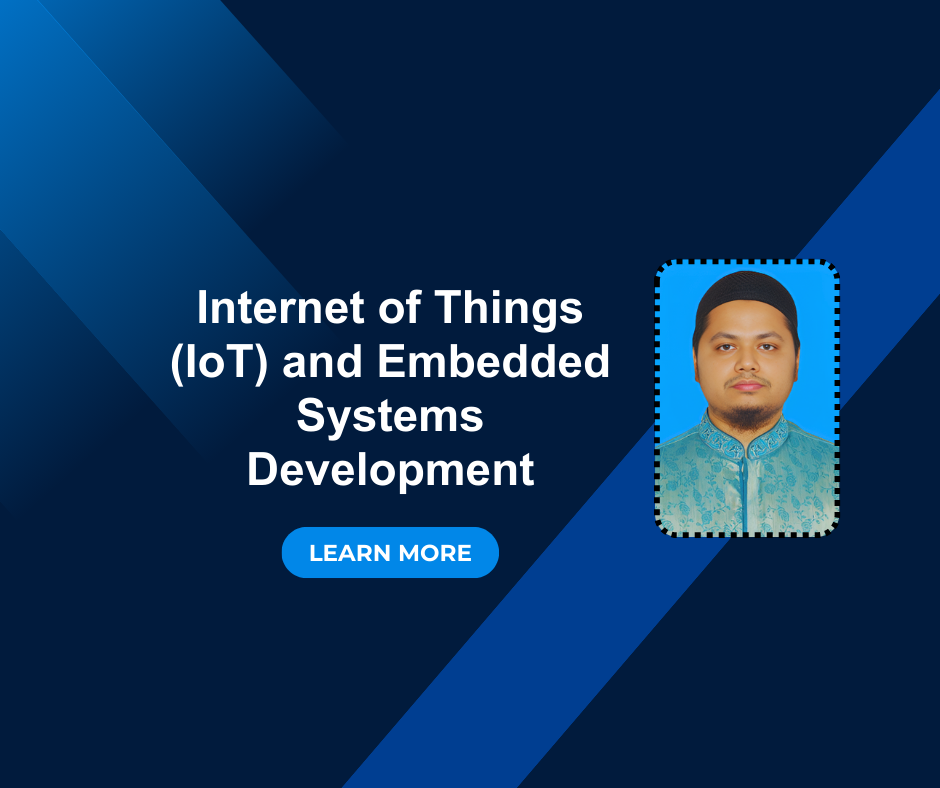 Internet of Things
(IoT) and Embedded
Systems
Development
LEARN MORE